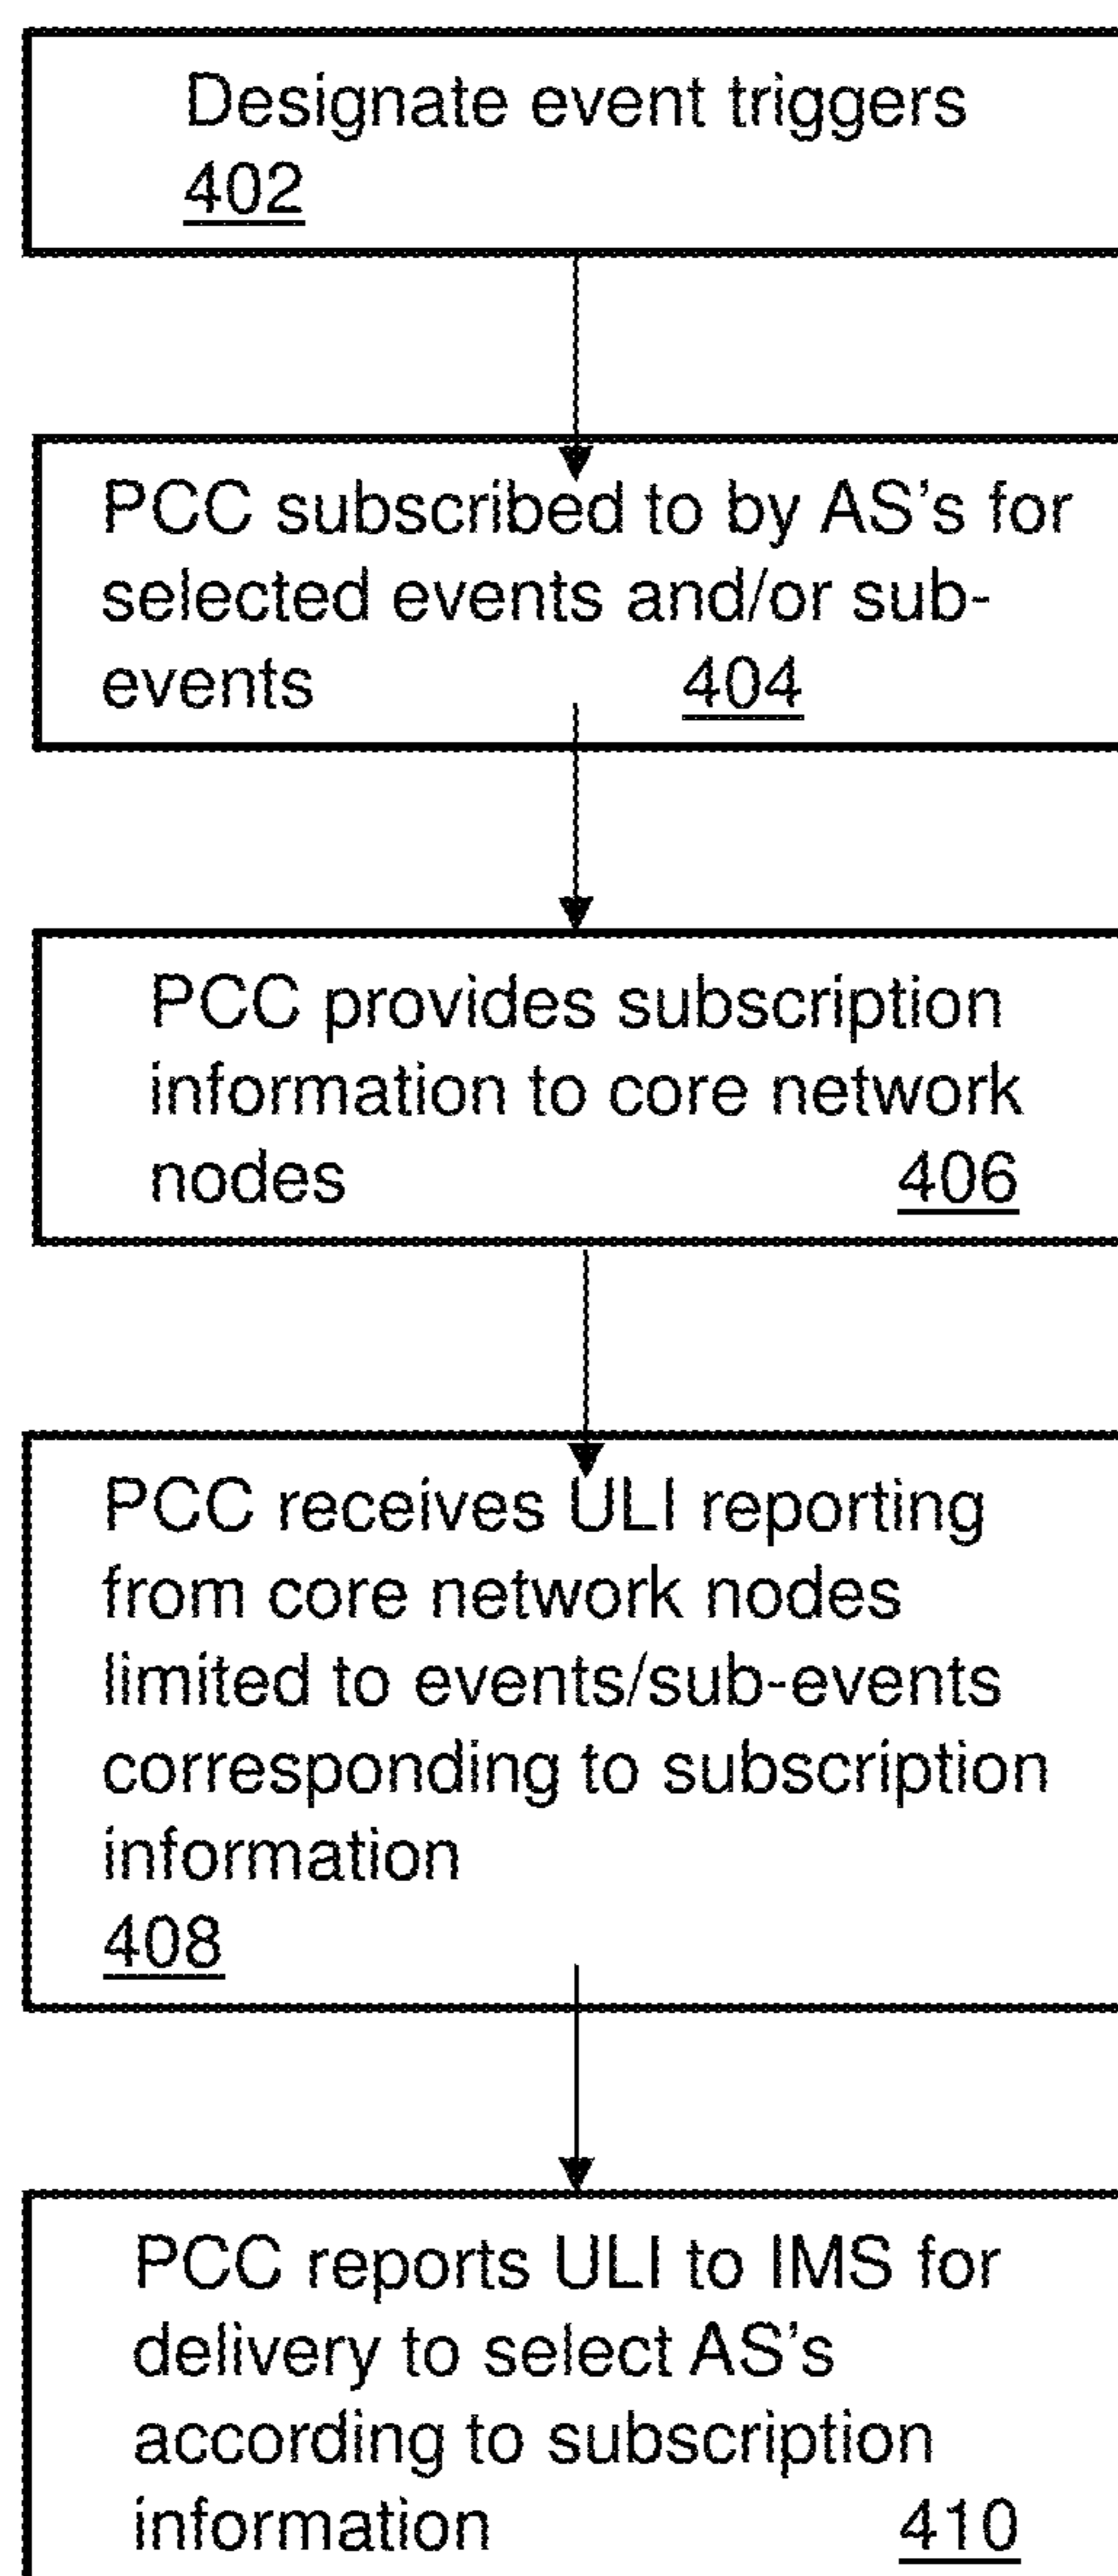 Designate event triggers
402
PCC subscribed to by AS's for
selected events and/or sub-
events 404
PCC provides subscription
information to core network
nodes 406
PCC receives ULI reporting
from core network nodes
limited to events/sub-events
corresponding to subscription
information
408
PCC reports ULI to IMS for
delivery to select AS's
according to subscription
information 410